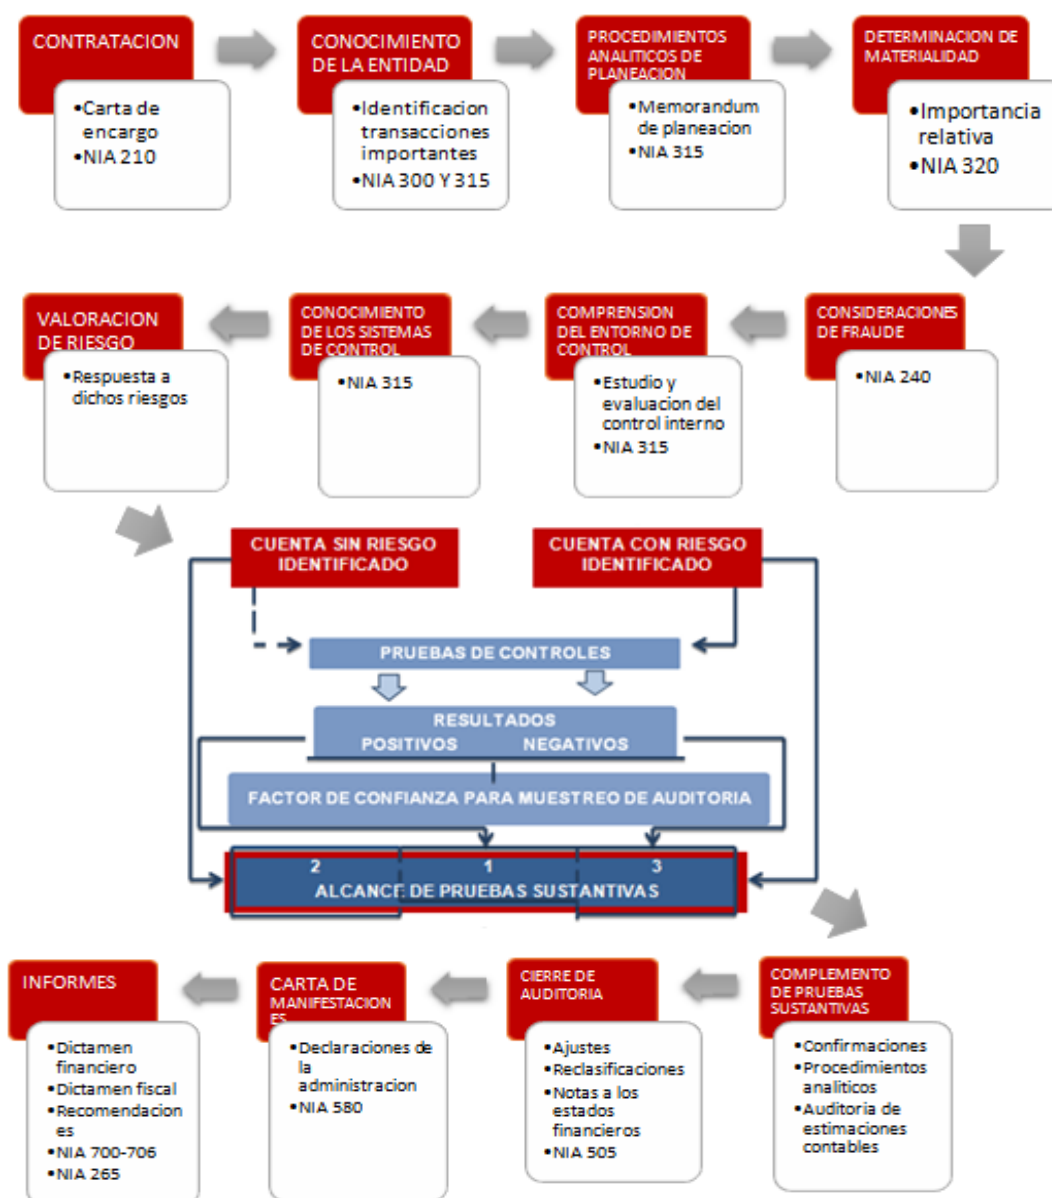 CONTRATACION
•Carta de
encargo
•NIA 210
CONOCIMIENTO
DE LA ENTIDAD
•Identificacion
transacciones
importantes
•NIA 300 Y 315
PROCEDIMIENTOS
ANALITICOS DE
PLANEACION
•Memorandum
de planeacion
•NIA 315
DETERMINACION DE
MATERIALIDAD
•Importancia
relativa
•NIA 320
VALORACION
DE RIESGO
•Respuesta a
dichos riesgos
CONOCIMIENTO
DE LOS SISTEMAS
DE CONTROL
•NIA 315
COMPRENSION
DEL ENTORNO DE
CONTROL
•Estudio y
evaluacion del
control interno
•NIA 315
CONSIDERACIONES
DE FRAUDE
•NIA 240
CUENTA SIN RIESGO
IDENTIFICADO
CUENTA CON RIESGO
IDENTIFICADO
PRUEBAS DE CONTROLES
RESULTADOS
POSITIVOS NEGATIVOS
FACTOR DE CONFIANZA PARA MUESTREO DE AUDITORIA
2 1 3
ALCANCE DE PRUEBAS SUSTANTIVAS
INFORMES
•Dictamen
financiero
•Dictamen fiscal
•Recomendacion
es
•NIA 700-706
•NIA 265
CARTA DE
MANIFESTACION
ES
•Declaraciones de
la
administracion
•NIA 580
CIERRE DE
AUDITORIA
•Ajustes
•Reclasificaciones
•Notas a los
estados
financieros
•NIA 505
COMPLEMENTO
DE PRUEBAS
SUSTANTIVAS
•Confirmaciones
•Procedimientos
analíticos
•Auditoria de
estimaciones
contables